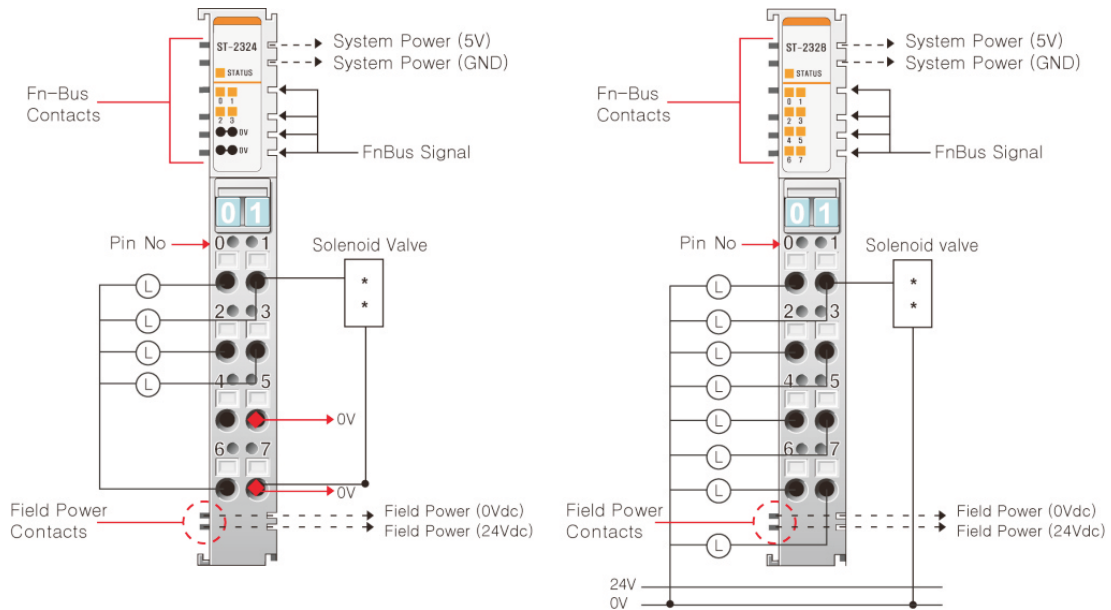 ST-2324
STATUS
0 1
2 3
0V
0V
System Power (5V)
System Power (GND)
Fn-Bus
Contacts
FnBus Signal
0 1
Pin No
0 1
Solenoid Valve
L
* 
*
L
2 3
L
L
4 5
0V
6 7
0V
Field Power
Contacts
Field Power (0Vdc)
Field Power (24Vdc)
ST-2328
STATUS
0 1
2 3
4 5
6 7
System Power (5V)
System Power (GND)
Fn-Bus
Contacts
FnBus Signal
0 1
Pin No
0 1
Solenoid valve
L
*
*
L
2 3
L
L
4 5
L
L
6 7
L
Field Power
Contacts
Field Power (0Vdc)
Field Power (24Vdc)
L
24V
0V